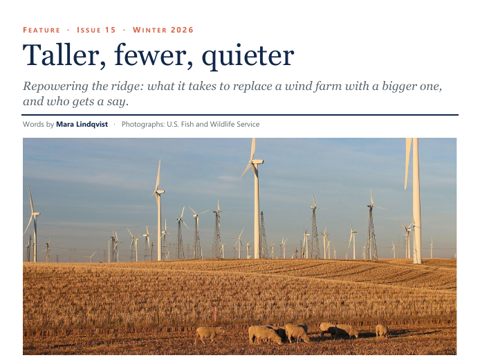 Feature · Issue 15 · Winter 2026
Taller, fewer, quieter
Repowering the ridge: what it takes to replace a wind farm with a bigger one,
and who gets a say.
Words by Mara Lindqvist · Photographs: U.S. Fish and Wildlife Service